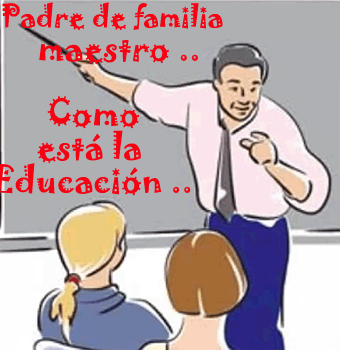 Padre de familia
maestro ..
Como
está la
Educación ..